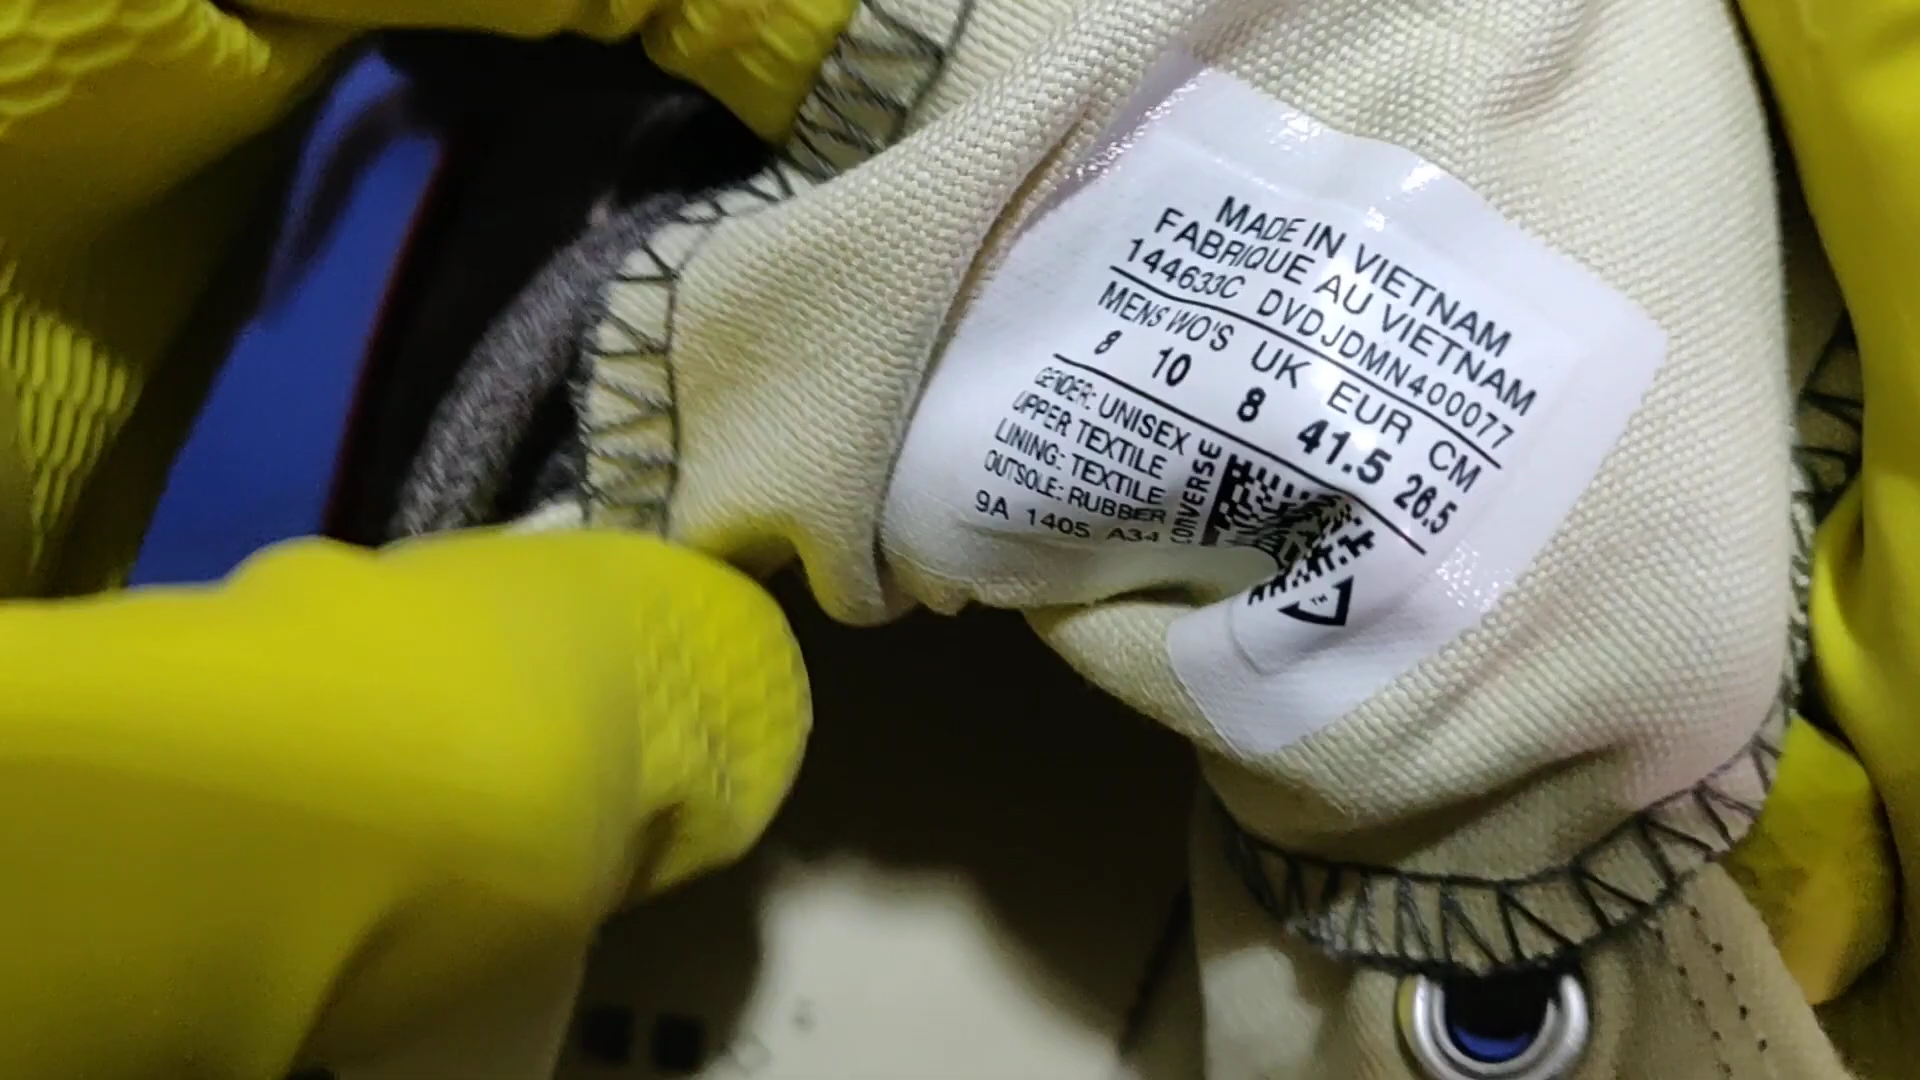 MADE IN VIETNAM
FABRIQUE AU VIETNAM
144633C DVDJDMN400077
MENS WO'S UK EUR CM
8 10 8 41.5 26.5
GENDER: UNISEX
UPPER TEXTILE
LINING: TEXTILE
OUTSOLE: RUBBER
9A 1405 A34
CONVERSE
TM